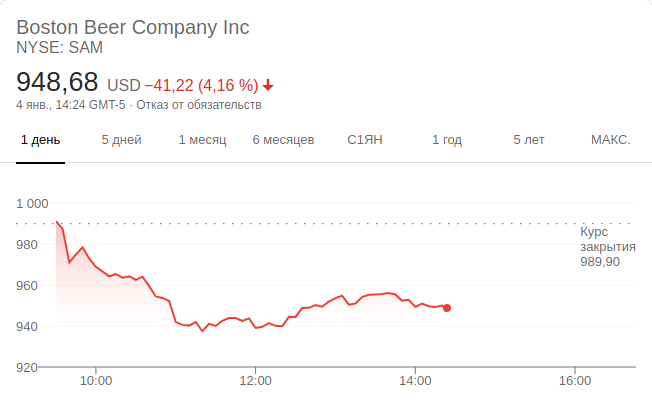 Boston Beer Company Inc
NYSE: SAM
948,68 USD −41,22 (4,16 %)
4 янв., 14:24 GMT-5 · Отказ от обязательств
1 день 5 дней 1 месяц 6 месяцев С1ЯН 1 год 5 лет МАКС.
1 000
980
960
940
920
Курс
закрытия
989,90
10:00 12:00 14:00 16:00